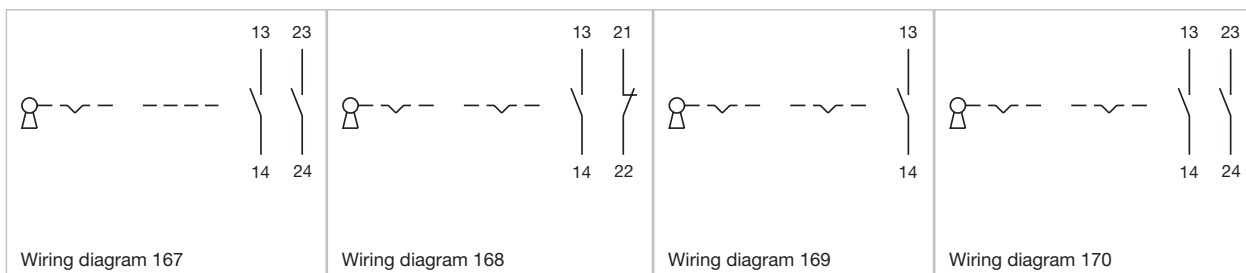 13 23
14 24
Wiring diagram 167
13 21
14 22
Wiring diagram 168
13
14
Wiring diagram 169
13 23
14 24
Wiring diagram 170